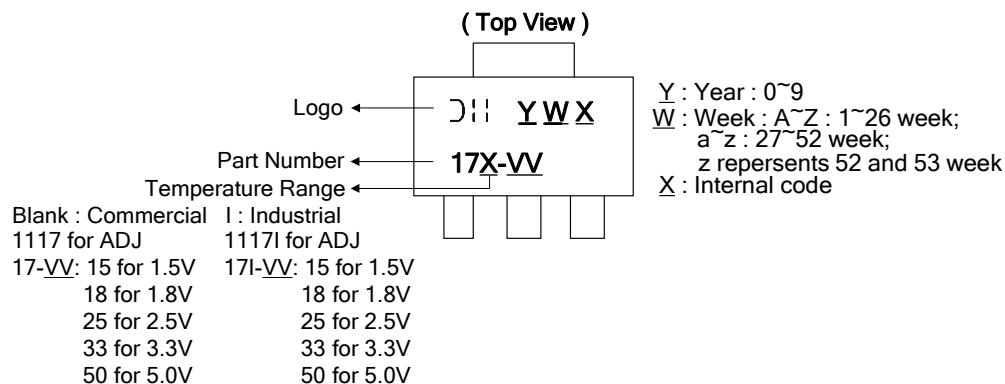 ( Top View )
Logo
Y W X
Part Number
17X-VV
Temperature Range
Y : Year : 0~9
W : Week : A~Z : 1~26 week;
a~z : 27~52 week;
z repersents 52 and 53 week
X : Internal code
Blank : Commercial I : Industrial
1117 for ADJ 1117I for ADJ
17-VV: 15 for 1.5V 17I-VV: 15 for 1.5V
18 for 1.8V 18 for 1.8V
25 for 2.5V 25 for 2.5V
33 for 3.3V 33 for 3.3V
50 for 5.0V 50 for 5.0V